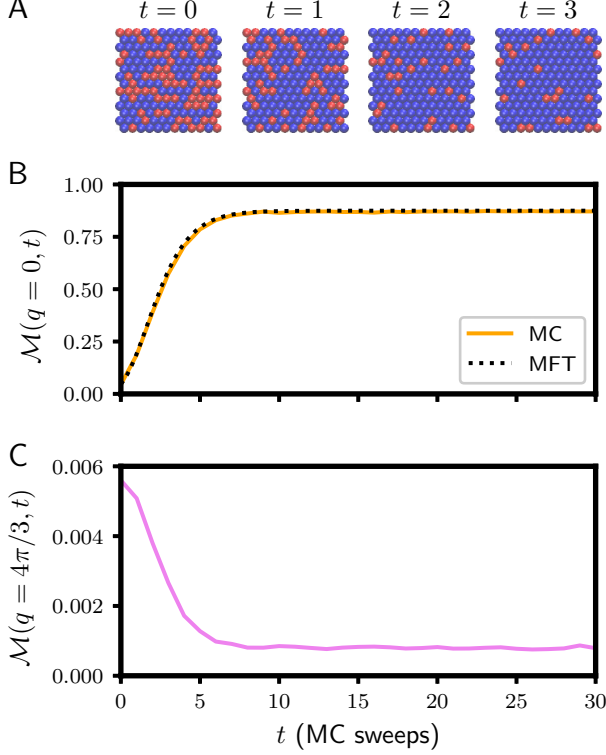 A
t = 0 t = 1 t = 2 t = 3
B
1.00
0.75
0.50
0.25
0.00
ℳ(q = 0, t)
MC
MFT
C
0.006
0.004
0.002
0.000
ℳ(q = 4π/3, t)
0 5 10 15 20 25 30
t (MC sweeps)